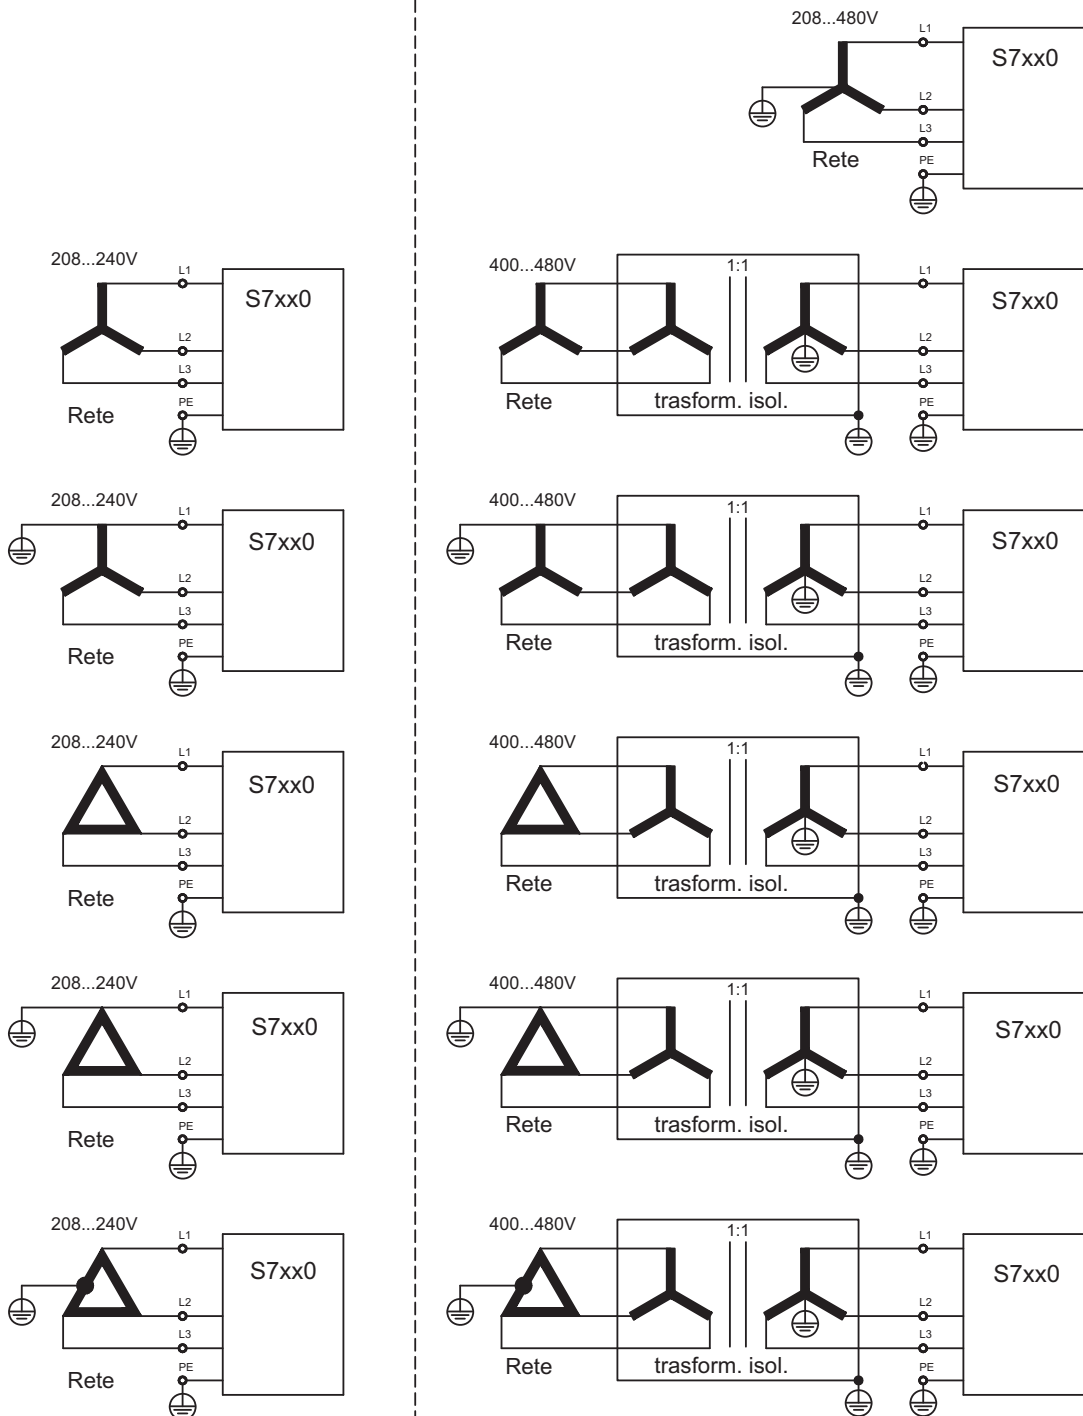 208...480V
L1
S7xx0
L2
L3
Rete
PE
208...240V
L1
S7xx0
L2
L3
Rete
PE
400...480V
1:1
L1
S7xx0
L2
L3
Rete
trasform. isol.
PE
208...240V
L1
S7xx0
L2
L3
Rete
PE
400...480V
1:1
L1
S7xx0
L2
L3
Rete
trasform. isol.
PE
208...240V
L1
S7xx0
L2
L3
Rete
PE
400...480V
1:1
L1
S7xx0
L2
L3
Rete
trasform. isol.
PE
208...240V
L1
S7xx0
L2
L3
Rete
PE
400...480V
1:1
L1
S7xx0
L2
L3
Rete
trasform. isol.
PE
208...240V
L1
S7xx0
L2
L3
Rete
PE
400...480V
1:1
L1
S7xx0
L2
L3
Rete
trasform. isol.
PE